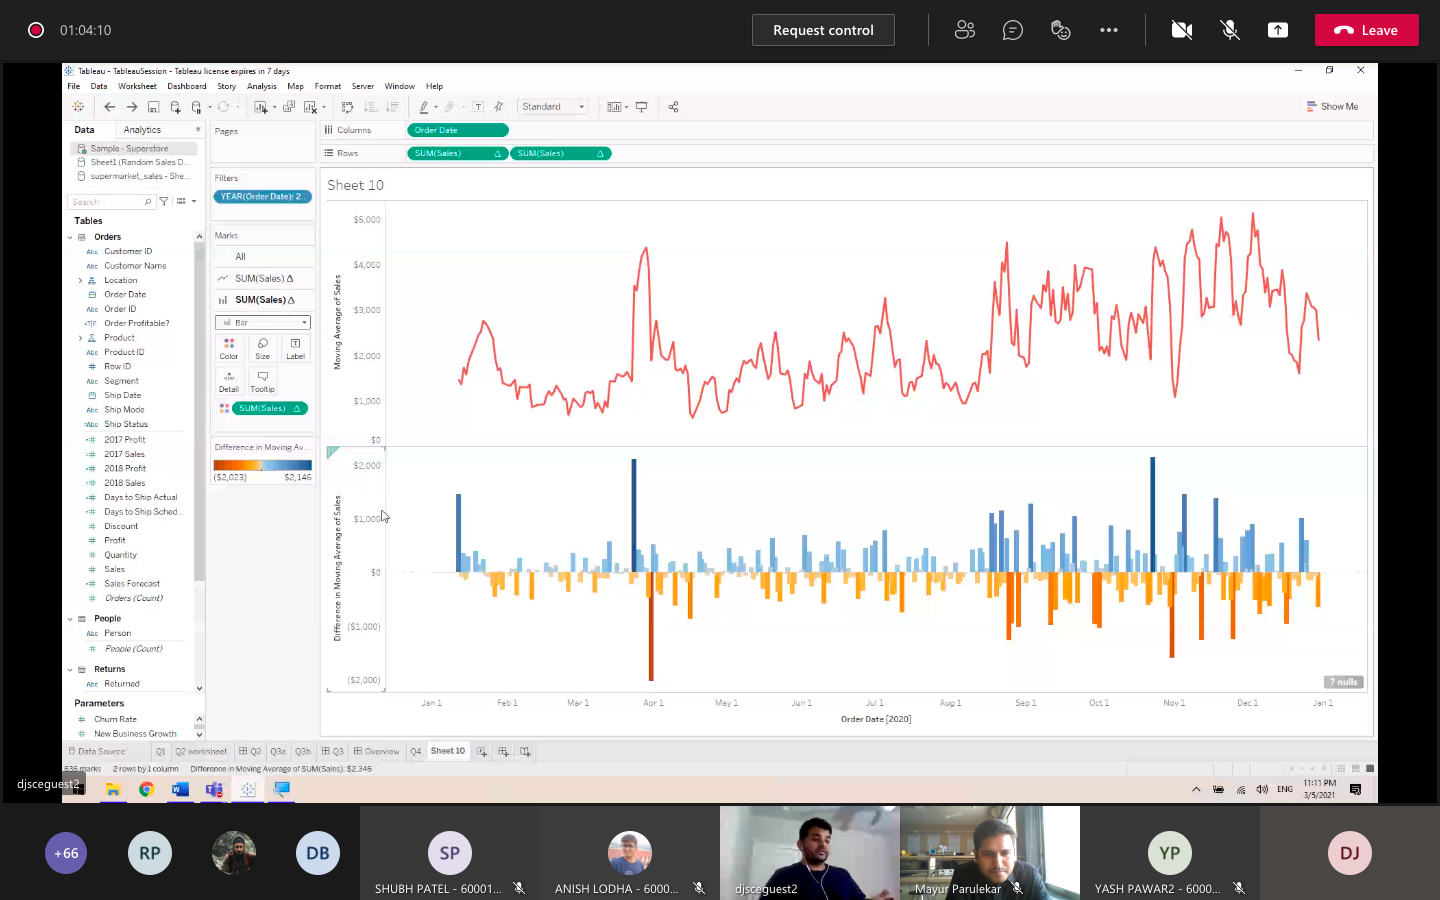 01:04:10
Request control
Leave
Tableau - TableauSession - Tableau license expires in 7 days
File Data Worksheet Dashboard Story Analysis Map Format Server Window Help
Standard
Show Me
Data Analytics
Sample - Superstore
Sheet1 (Random Sales D...
supermarket_sales - She...
Search
Tables
Orders
Customer ID
Customer Name
Location
Order Date
Order ID
Order Profitable?
Product
Product ID
Row ID
Segment
Ship Date
Ship Mode
Ship Status
2017 Profit
2017 Sales
2018 Profit
2018 Sales
Days to Ship Actual
Days to Ship Sched...
Discount
Profit
Quantity
Sales
Sales Forecast
Orders (Count)
People
Person
People (Count)
Returns
Returned
Parameters
Churn Rate
New Business Growth
Pages
Filters
YEAR(Order Date): 2..
Marks
All
SUM(Sales) Δ
SUM(Sales) Δ
Bar
Color Size Label
Detail Tooltip
SUM(Sales) Δ
Difference in Moving Av...
($2,023) $2,146
Columns Order Date
Rows SUM(Sales) Δ SUM(Sales) Δ
Sheet 10
Moving Average of Sales
$5,000
$4,000
$3,000
$2,000
$1,000
$0
Difference in Moving Average of Sales
$2,000
$1,000
$0
($1,000)
($2,000)
7 nulls
Jan 1 Feb 1 Mar 1 Apr 1 May 1 Jun 1 Jul 1 Aug 1 Sep 1 Oct 1 Nov 1 Dec 1 Jan 1
Order Date [2020]
Data Source Q1 Q2 worksheet Q2 Q3a Q3b Q3 Overview Q4 Sheet 10
636 marks 2 rows by 1 column Difference in Moving Average of SUM(Sales): $2,346
djsceguest2
ENG
11:11 PM
3/5/2021
+66
RP
DB
SP
SHUBH PATEL - 60001...
ANISH LODHA - 6000...
djsceguest2
Mayur Parulekar
YP
YASH PAWAR2 - 6000...
DJ